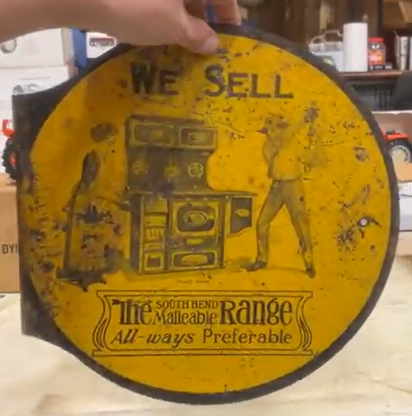 WE SELL
The SOUTH BEND Malleable Range
All-ways Preferable